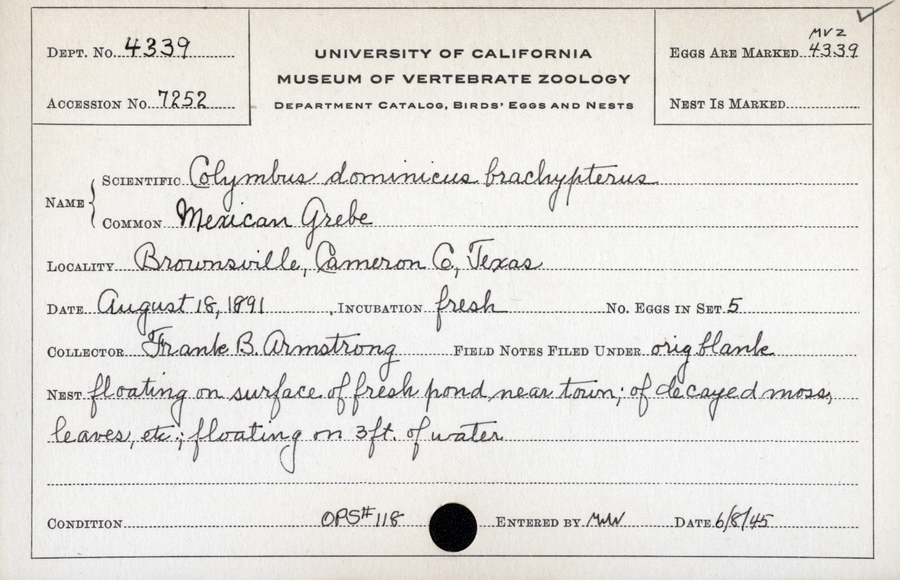 DEPT. NO. 4339
ACCESSION NO. 7252
UNIVERSITY OF CALIFORNIA
MUSEUM OF VERTEBRATE ZOOLOGY
DEPARTMENT CATALOG, BIRDS' EGGS AND NESTS
MVZ
EGGS ARE MARKED 4339
NEST IS MARKED
NAME
SCIENTIFIC Colymbus dominicus brachypterus
COMMON Mexican Grebe
LOCALITY Brownsville, Cameron Co, Texas
DATE August 18, 1891, INCUBATION fresh NO. EGGS IN SET 5
COLLECTOR Frank B. Armstrong FIELD NOTES FILED UNDER orig blank
NEST floating on surface of fresh pond near town; of decayed moss,
leaves, etc.; floating on 3ft. of water
CONDITION OPS# 118 ENTERED BY MWW DATE 6/8/45